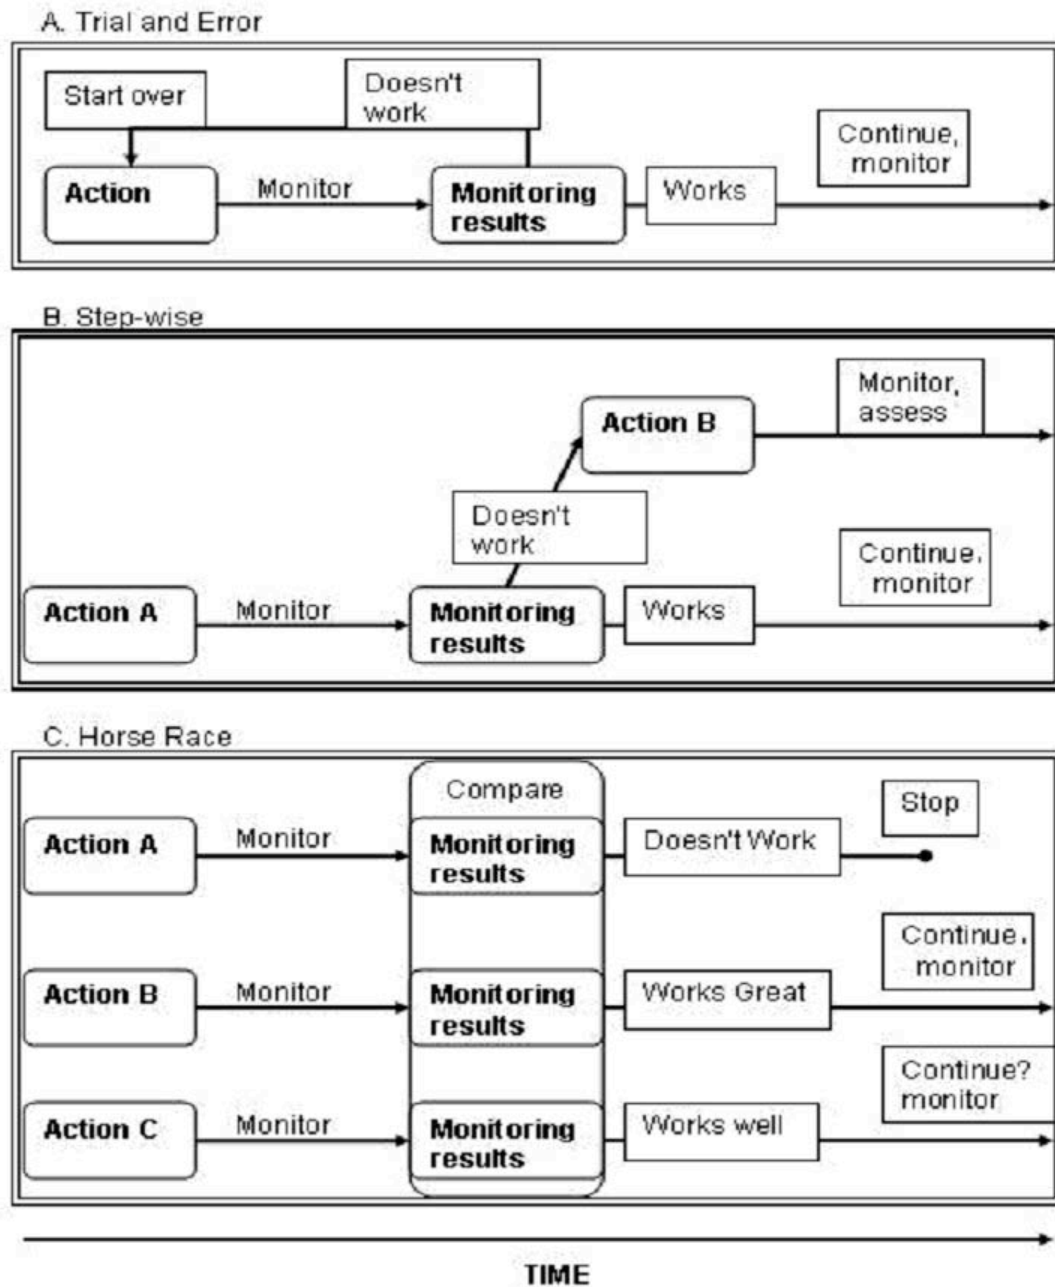 A. Trial and Error
Start over
Doesn't
work
Continue,
monitor
Action
Monitor
Monitoring
results
Works
B. Step-wise
Monitor,
assess
Action B
Doesn't
work
Continue,
monitor
Action A
Monitor
Monitoring
results
Works
C. Horse Race
Compare
Stop
Action A
Monitor
Monitoring
results
Doesn't Work
Continue,
monitor
Action B
Monitor
Monitoring
results
Works Great
Continue?
monitor
Action C
Monitor
Monitoring
results
Works well
TIME